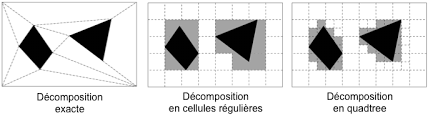 Décomposition
exacte
Décomposition
en cellules régulières
Décomposition
en quadtree